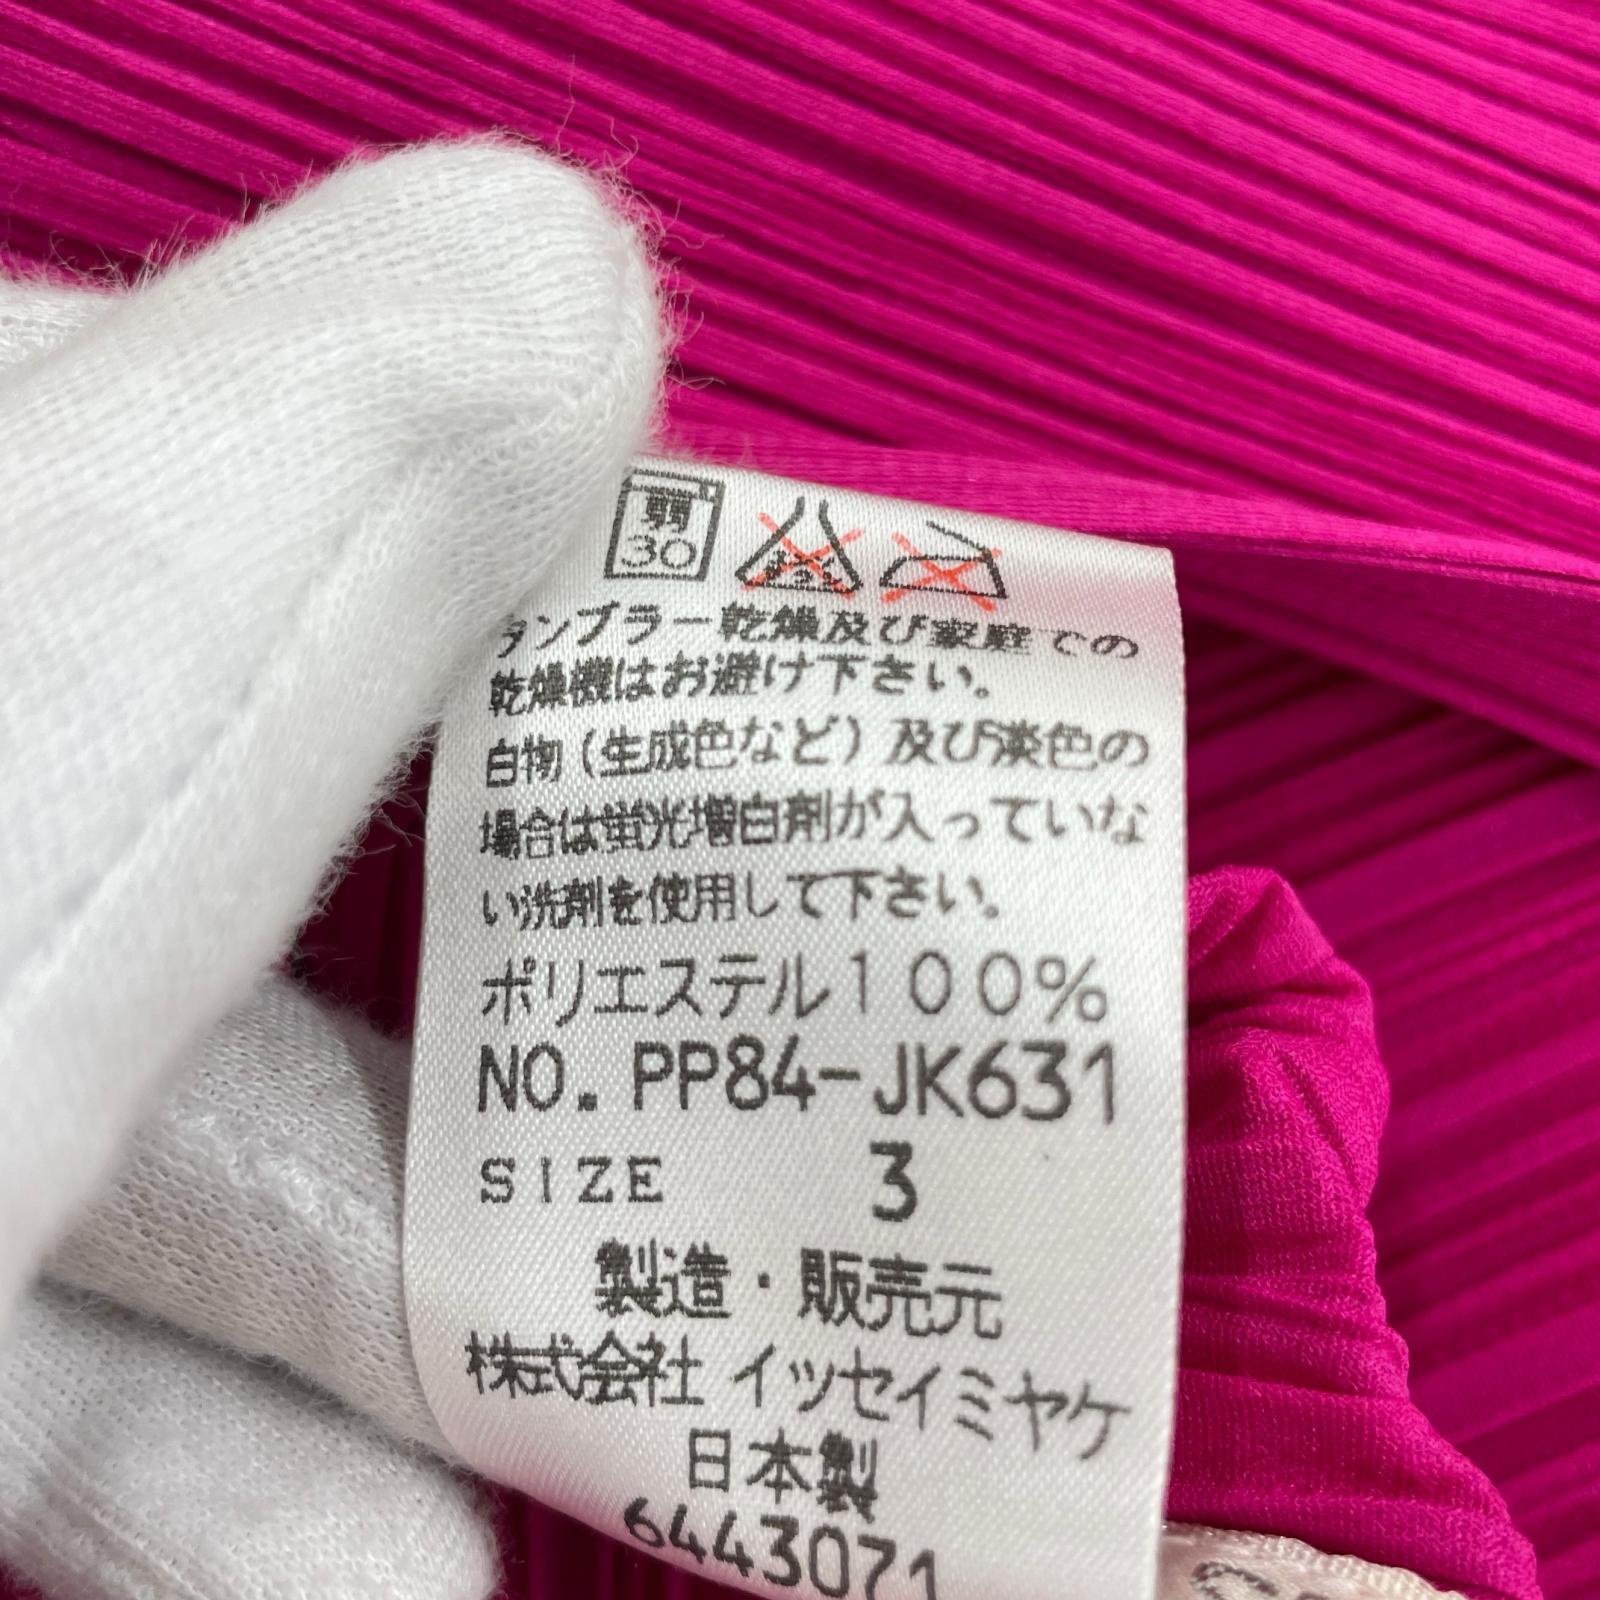 弱
30
タンブラー乾燥及び家庭での
乾燥機はお避け下さい。
白物（生成色など）及び淡色の
場合は蛍光増白剤が入っていな
い洗剤を使用して下さい。
ポリエステル100%
NO. PP84-JK631
SIZE 3
製造・販売元
株式会社 イッセイミヤケ
日本製
6443071